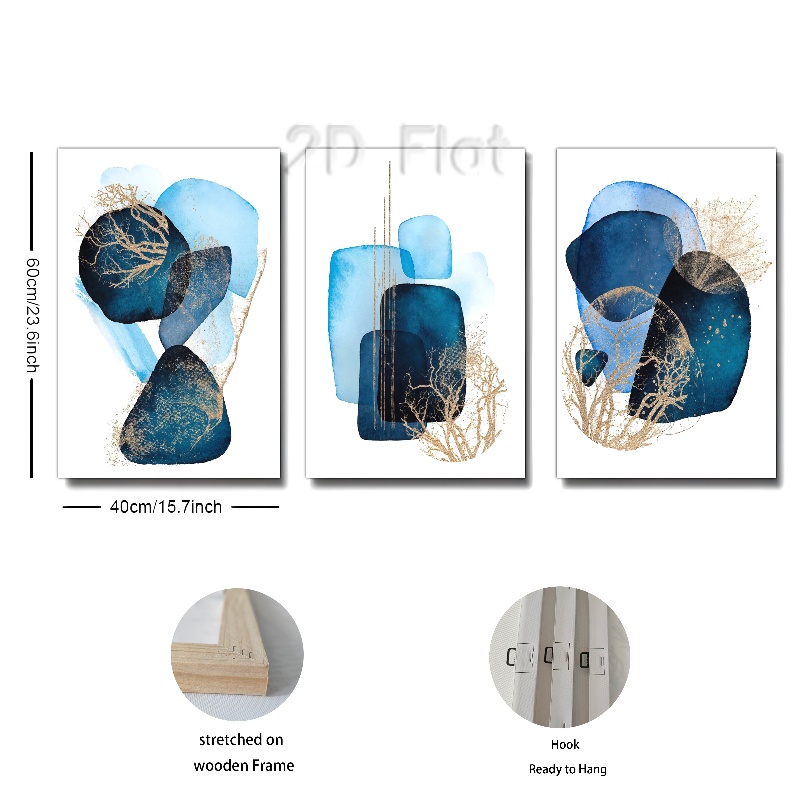 2D Flat
60cm/23.6inch
40cm/15.7inch
stretched on
wooden Frame
Hook
Ready to Hang